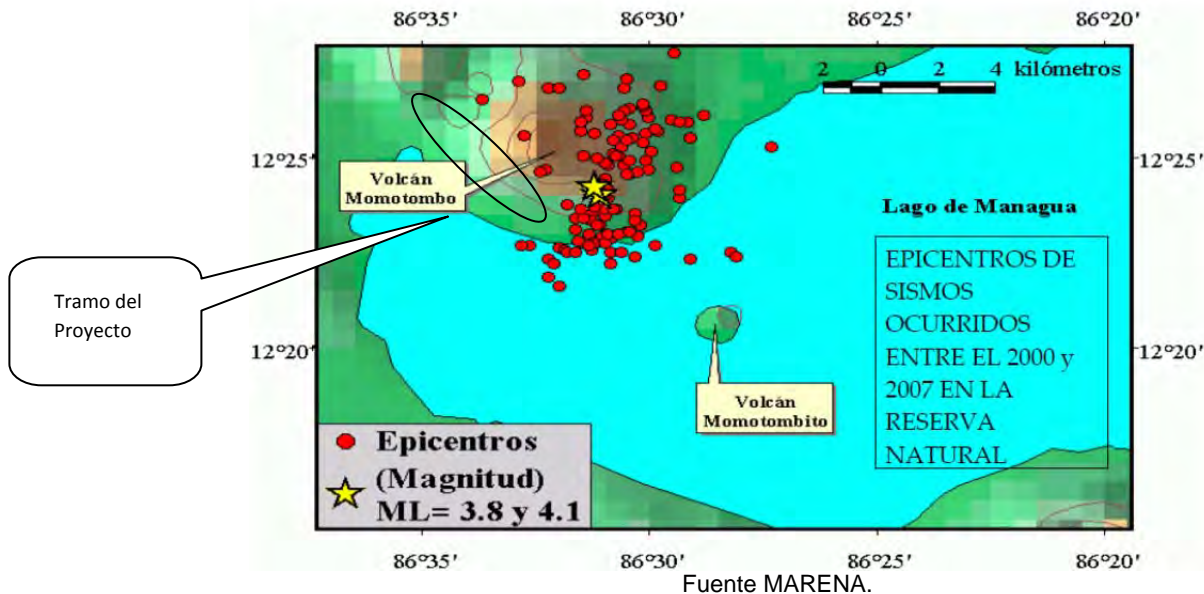 86°35' 86°30' 86°25' 86°20'
2 0 2 4 kilómetros
12°25' 12°25'
Volcán
Momotombo
Lago de Managua
Tramo del
Proyecto
EPICENTROS DE
SISMOS
OCURRIDOS
ENTRE EL 2000 y
2007 EN LA
RESERVA
NATURAL
12°20' 12°20'
Volcán
Momotombito
Epicentros
(Magnitud)
ML= 3.8 y 4.1
86°35' 86°30' 86°25' 86°20'
Fuente MARENA.